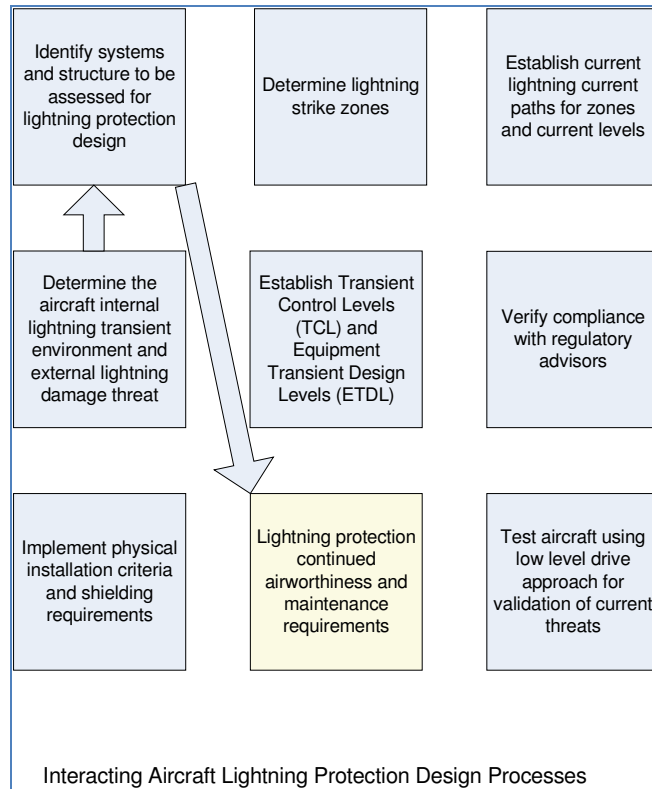 Identify systems
and structure to be
assessed for
lightning protection
design
Determine lightning
strike zones
Establish current
lightning current
paths for zones
and current levels
Determine the
aircraft internal
lightning transient
environment and
external lightning
damage threat
Establish Transient
Control Levels
(TCL) and
Equipment
Transient Design
Levels (ETDL)
Verify compliance
with regulatory
advisors
Implement physical
installation criteria
and shielding
requirements
Lightning protection
continued
airworthiness and
maintenance
requirements
Test aircraft using
low level drive
approach for
validation of current
threats
Interacting Aircraft Lightning Protection Design Processes